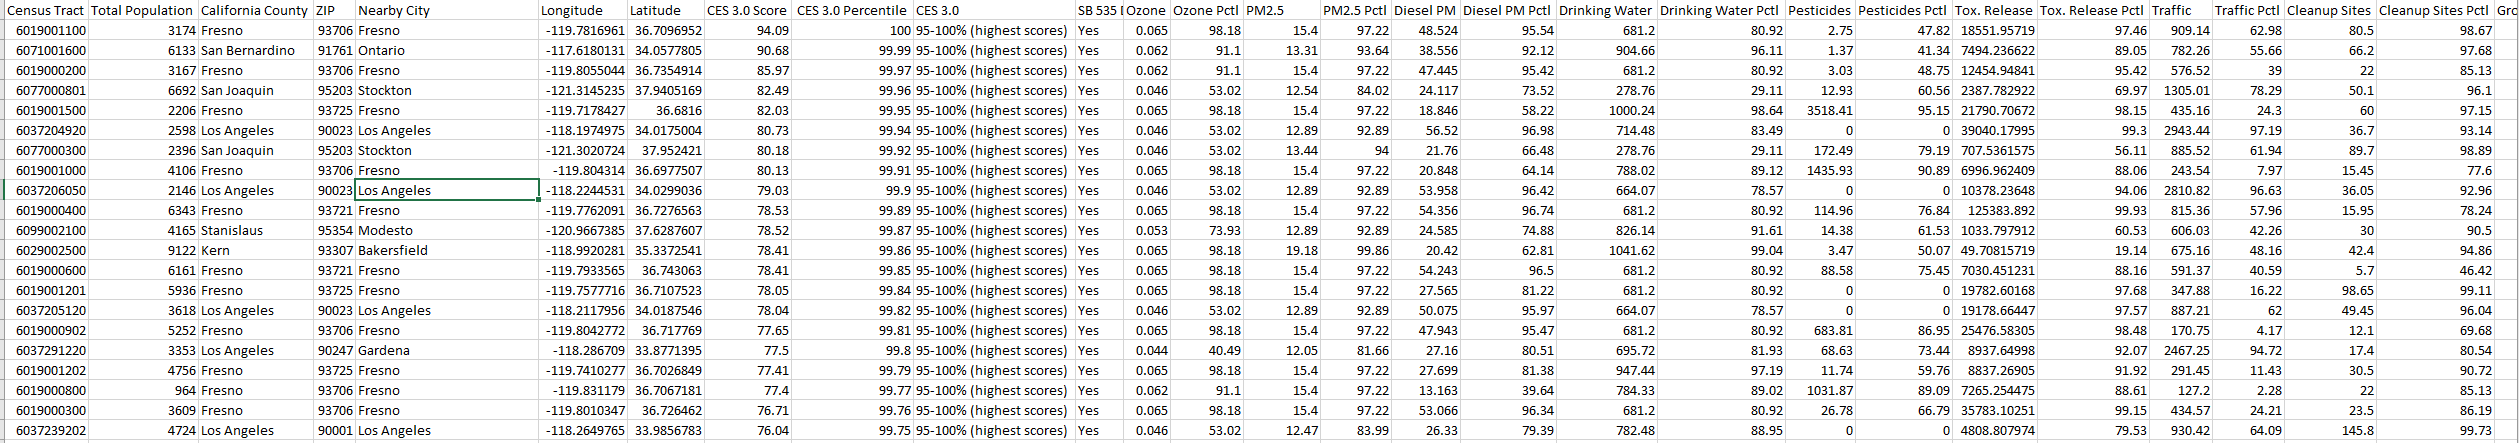 Census Tract Total Population California County ZIP Nearby City Longitude Latitude CES 3.0 Score CES 3.0 Percentile CES 3.0 SB 535 Ozone Ozone Pctl PM2.5 PM2.5 Pctl Diesel PM Diesel PM Pctl Drinking Water Drinking Water Pctl Pesticides Pesticides Pctl Tox. Release Tox. Release Pctl Traffic Traffic Pctl Cleanup Sites Cleanup Sites Pctl Gro
6019001100 3174 Fresno 93706 Fresno -119.7816961 36.7096952 94.09 100 95-100% (highest scores) Yes 0.065 98.18 15.4 97.22 48.524 95.54 681.2 80.92 2.75 47.82 18551.95719 97.46 909.14 62.98 80.5 98.67
6071001600 6133 San Bernardino 91761 Ontario -117.6180131 34.0577805 90.68 99.99 95-100% (highest scores) Yes 0.062 91.1 13.31 93.64 38.556 92.12 904.66 96.11 1.37 41.34 7494.236622 89.05 782.26 55.66 66.2 97.68
6019000200 3167 Fresno 93706 Fresno -119.8055044 36.7354914 85.97 99.97 95-100% (highest scores) Yes 0.062 91.1 15.4 97.22 47.445 95.42 681.2 80.92 3.03 48.75 12454.94841 95.42 576.52 39 22 85.13
6077000801 6692 San Joaquin 95203 Stockton -121.3145235 37.9405169 82.49 99.96 95-100% (highest scores) Yes 0.046 53.02 12.54 84.02 24.117 73.52 278.76 29.11 12.93 60.56 2387.782922 69.97 1305.01 78.29 50.1 96.1
6019001500 2206 Fresno 93725 Fresno -119.7178427 36.6816 82.03 99.95 95-100% (highest scores) Yes 0.065 98.18 15.4 97.22 18.846 58.22 1000.24 98.64 3518.41 95.15 21790.70672 98.15 435.16 24.3 60 97.15
6037204920 2598 Los Angeles 90023 Los Angeles -118.1974975 34.0175004 80.73 99.94 95-100% (highest scores) Yes 0.046 53.02 12.89 92.89 56.52 96.98 714.48 83.49 0 0 39040.17995 99.3 2943.44 97.19 36.7 93.14
6077000300 2396 San Joaquin 95203 Stockton -121.3020724 37.952421 80.18 99.92 95-100% (highest scores) Yes 0.046 53.02 13.44 94 21.76 66.48 278.76 29.11 172.49 79.19 707.5361575 56.11 885.52 61.94 89.7 98.89
6019001000 4106 Fresno 93706 Fresno -119.804314 36.6977507 80.13 99.91 95-100% (highest scores) Yes 0.065 98.18 15.4 97.22 20.848 64.14 788.02 89.12 1435.93 90.89 6996.962409 88.06 243.54 7.97 15.45 77.6
6037206050 2146 Los Angeles 90023 Los Angeles -118.2244531 34.0299036 79.03 99.9 95-100% (highest scores) Yes 0.046 53.02 12.89 92.89 53.958 96.42 664.07 78.57 0 0 10378.23648 94.06 2810.82 96.63 36.05 92.96
6019000400 6343 Fresno 93721 Fresno -119.7762091 36.7276563 78.53 99.89 95-100% (highest scores) Yes 0.065 98.18 15.4 97.22 54.356 96.74 681.2 80.92 114.96 76.84 125383.892 99.93 815.36 57.96 15.95 78.24
6099002100 4165 Stanislaus 95354 Modesto -120.9667385 37.6287607 78.52 99.87 95-100% (highest scores) Yes 0.053 73.93 12.89 92.89 24.585 74.88 826.14 91.61 14.38 61.53 1033.797912 60.53 606.03 42.26 30 90.5
6029002500 9122 Kern 93307 Bakersfield -118.9920281 35.3372541 78.41 99.86 95-100% (highest scores) Yes 0.065 98.18 19.18 99.86 20.42 62.81 1041.62 99.04 3.47 50.07 49.70815719 19.14 675.16 48.16 42.4 94.86
6019000600 6161 Fresno 93721 Fresno -119.7933565 36.743063 78.41 99.85 95-100% (highest scores) Yes 0.065 98.18 15.4 97.22 54.243 96.5 681.2 80.92 88.58 75.45 7030.451231 88.16 591.37 40.59 5.7 46.42
6019001201 5936 Fresno 93725 Fresno -119.7577716 36.7107523 78.05 99.84 95-100% (highest scores) Yes 0.065 98.18 15.4 97.22 27.565 81.22 681.2 80.92 0 0 19782.60168 97.68 347.88 16.22 98.65 99.11
6037205120 3618 Los Angeles 90023 Los Angeles -118.2117956 34.0187546 78.04 99.82 95-100% (highest scores) Yes 0.046 53.02 12.89 92.89 50.075 95.97 664.07 78.57 0 0 19178.66447 97.57 887.21 62 49.45 96.04
6019000902 5252 Fresno 93706 Fresno -119.8042772 36.717769 77.65 99.81 95-100% (highest scores) Yes 0.065 98.18 15.4 97.22 47.943 95.47 681.2 80.92 683.81 86.95 25476.58305 98.48 170.75 4.17 12.1 69.68
6037291220 3353 Los Angeles 90247 Gardena -118.286709 33.8771395 77.5 99.8 95-100% (highest scores) Yes 0.044 40.49 12.05 81.66 27.16 80.51 695.72 81.93 68.63 73.44 8937.64998 92.07 2467.25 94.72 17.4 80.54
6019001202 4756 Fresno 93725 Fresno -119.7410277 36.7026849 77.41 99.79 95-100% (highest scores) Yes 0.065 98.18 15.4 97.22 27.699 81.38 947.44 97.19 11.74 59.76 8837.26905 91.92 291.45 11.43 30.5 90.72
6019000800 964 Fresno 93706 Fresno -119.831179 36.7067181 77.4 99.77 95-100% (highest scores) Yes 0.062 91.1 15.4 97.22 13.163 39.64 784.33 89.02 1031.87 89.09 7265.254475 88.61 127.2 2.28 22 85.13
6019000300 3609 Fresno 93706 Fresno -119.8010347 36.726462 76.71 99.76 95-100% (highest scores) Yes 0.065 98.18 15.4 97.22 53.066 96.34 681.2 80.92 26.78 66.79 35783.10251 99.15 434.57 24.21 23.5 86.19
6037239202 4724 Los Angeles 90001 Los Angeles -118.2649765 33.9856783 76.04 99.75 95-100% (highest scores) Yes 0.046 53.02 12.47 83.99 26.33 79.39 782.48 88.95 0 0 4808.807974 79.53 930.42 64.09 145.8 99.73